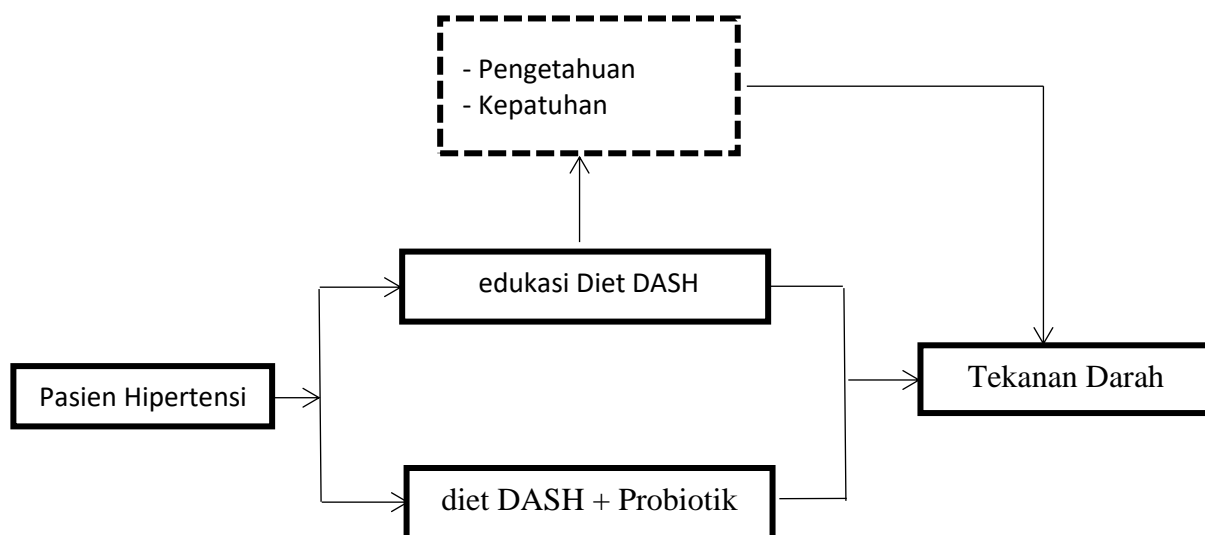 - Pengetahuan
- Kepatuhan
edukasi Diet DASH
Pasien Hipertensi
Tekanan Darah
diet DASH + Probiotik